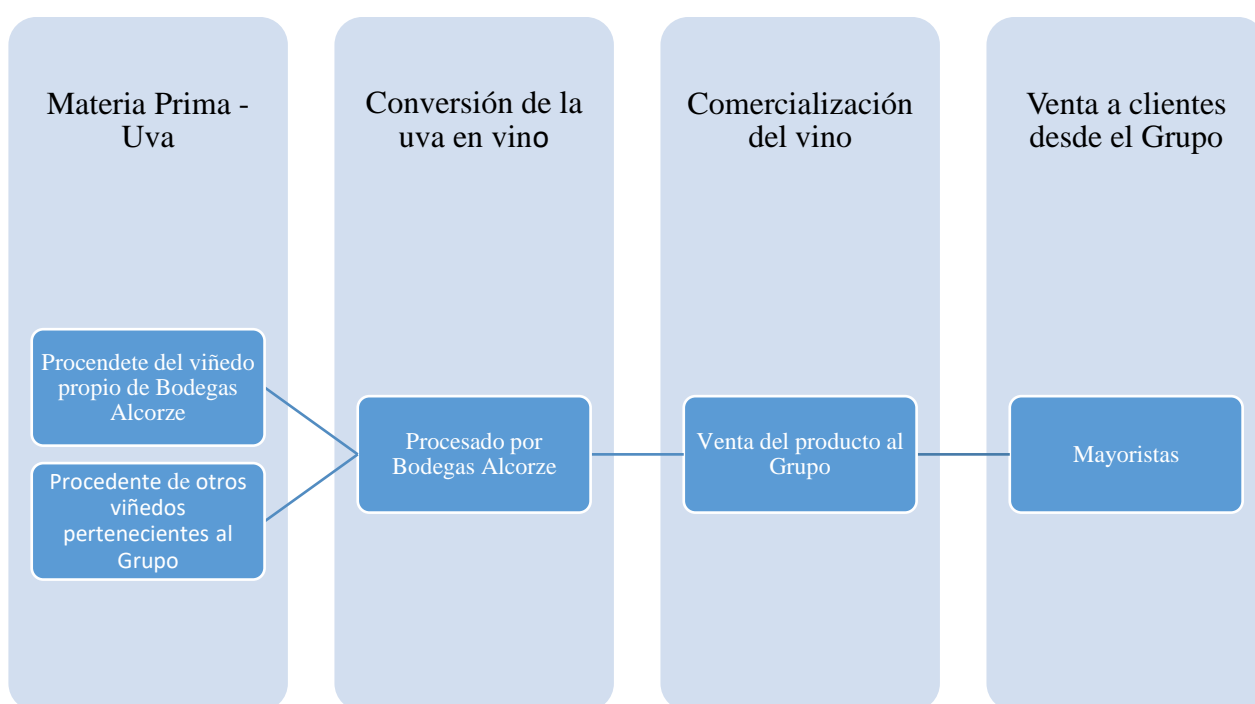 Materia Prima -
Uva
Procendete del viñedo
propio de Bodegas
Alcorze
Procedente de otros
viñedos
pertenecientes al
Grupo
Conversión de la
uva en vino
Procesado por
Bodegas Alcorze
Comercialización
del vino
Venta del producto al
Grupo
Venta a clientes
desde el Grupo
Mayoristas